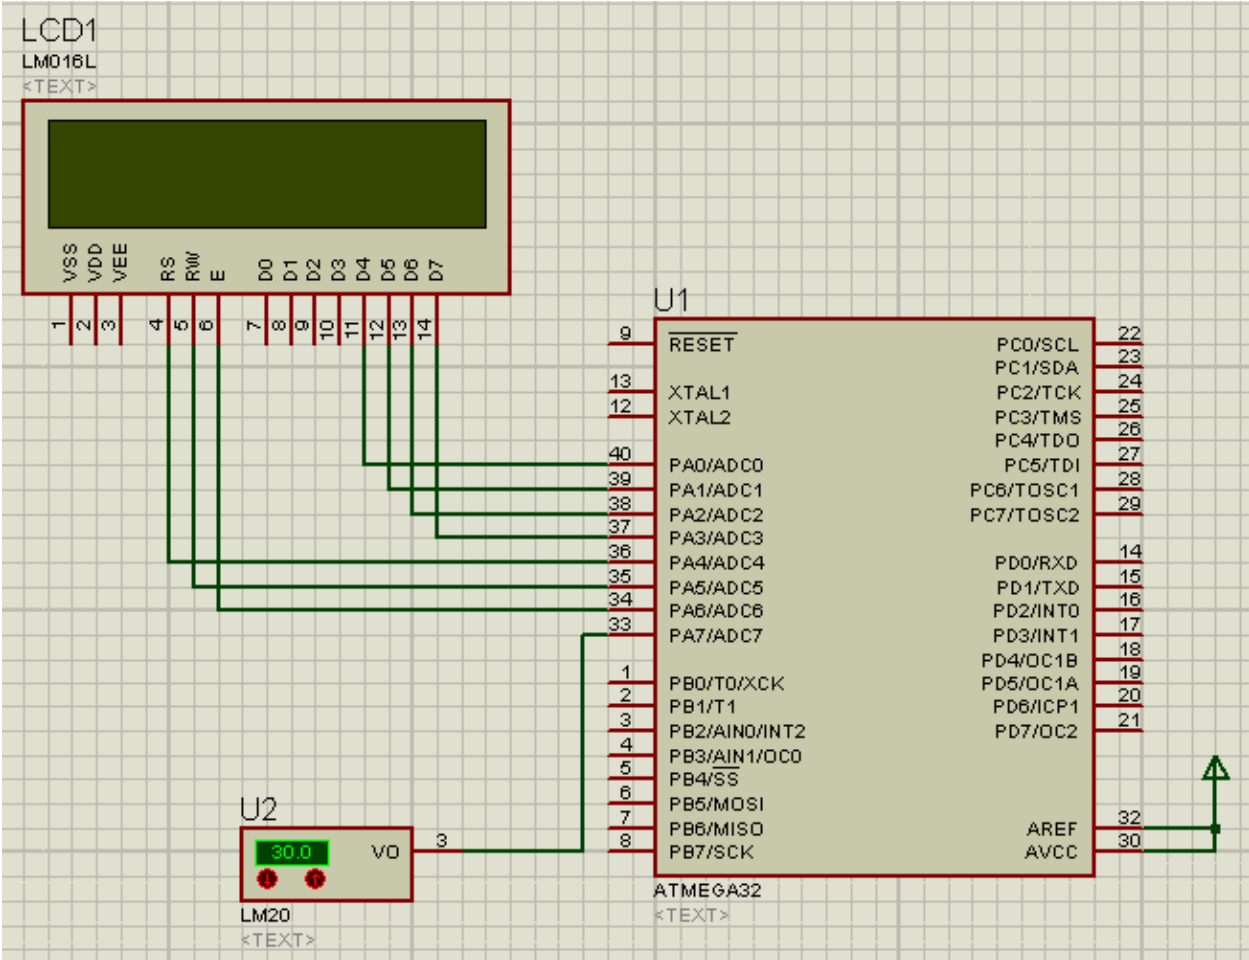 LCD1
LM016L
<TEXT>
VSS VDD VEE RS RW E D0 D1 D2 D3 D4 D5 D6 D7
1 2 3 4 5 6 7 8 9 10 11 12 13 14
U1
9 RESET PC0/SCL 22
PC1/SDA 23
13 XTAL1 PC2/TCK 24
12 XTAL2 PC3/TMS 25
PC4/TDO 26
40 PA0/ADC0 PC5/TDI 27
39 PA1/ADC1 PC6/TOSC1 28
38 PA2/ADC2 PC7/TOSC2 29
37 PA3/ADC3
36 PA4/ADC4 PD0/RXD 14
35 PA5/ADC5 PD1/TXD 15
34 PA6/ADC6 PD2/INT0 16
33 PA7/ADC7 PD3/INT1 17
PD4/OC1B 18
1 PB0/T0/XCK PD5/OC1A 19
2 PB1/T1 PD6/ICP1 20
3 PB2/AIN0/INT2 PD7/OC2 21
4 PB3/AIN1/OC0
5 PB4/SS
6 PB5/MOSI
7 PB6/MISO AREF 32
8 PB7/SCK AVCC 30
ATMEGA32
<TEXT>
U2
30.0 VO 3
LM20
<TEXT>